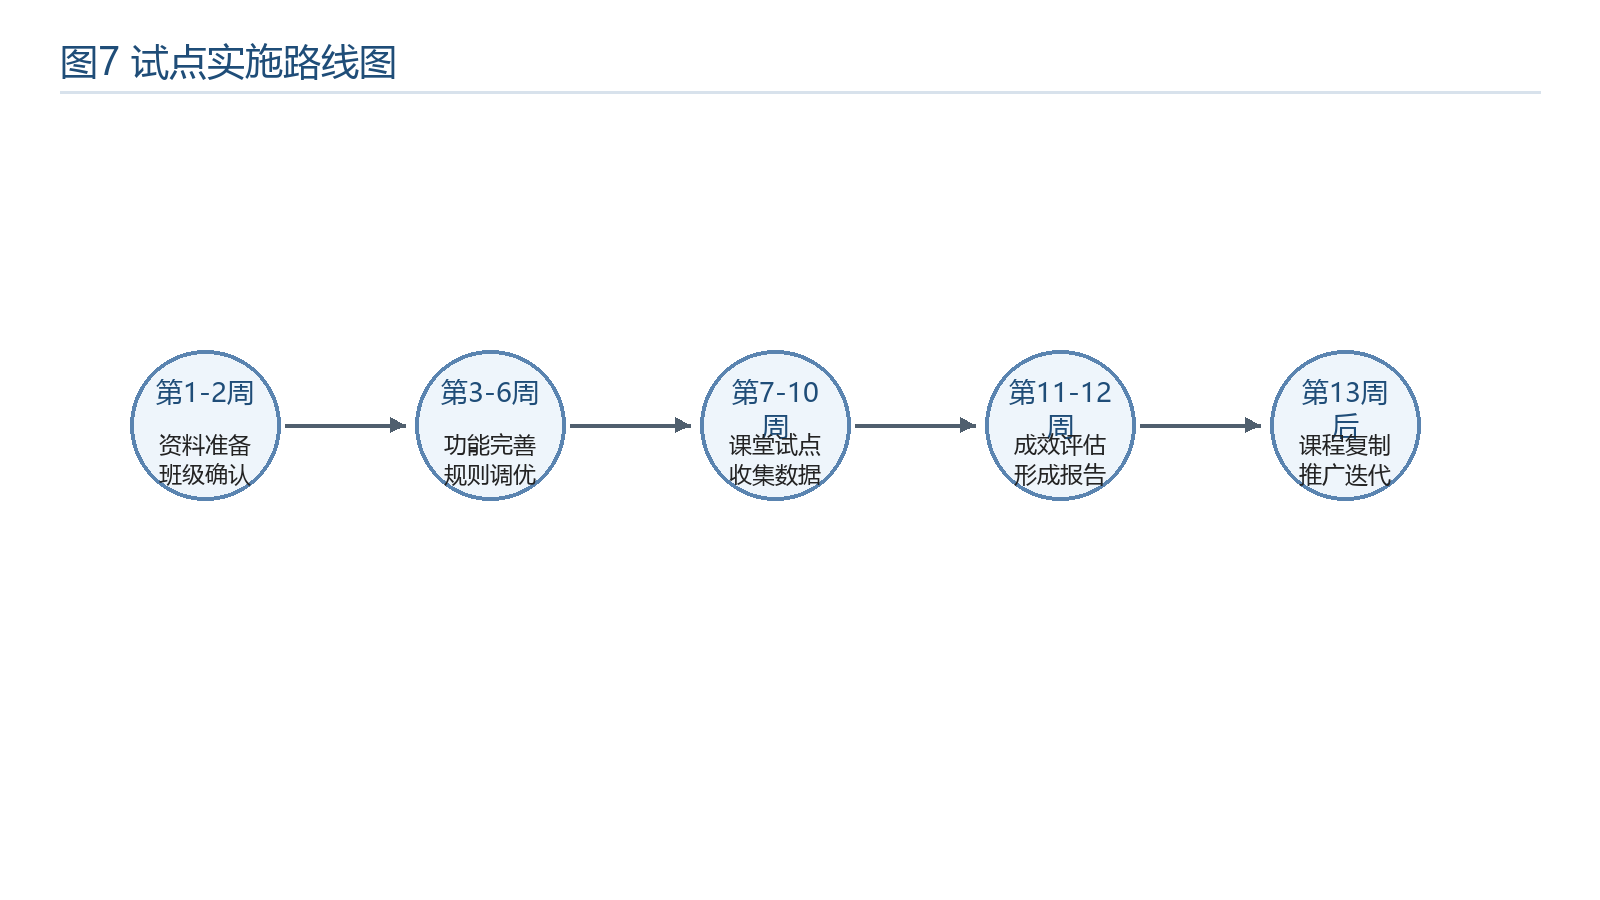 图7 试点实施路线图
第1-2周
资料准备
班级确认
第3-6周
功能完善
规则调优
第7-10
周
课堂试点
收集数据
第11-12
周
成效评估
形成报告
第13周
后
课程复制
推广迭代